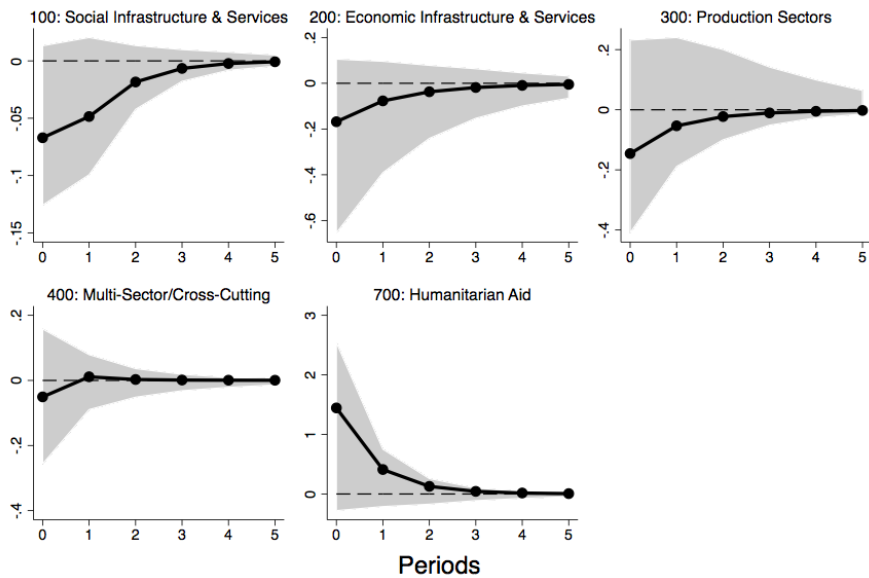 100: Social Infrastructure & Services
0
-.05
-.1
-.15
0 1 2 3 4 5
200: Economic Infrastructure & Services
.2
0
-.2
-.4
-.6
0 1 2 3 4 5
300: Production Sectors
.2
0
-.2
-.4
0 1 2 3 4 5
400: Multi-Sector/Cross-Cutting
.2
0
-.2
-.4
0 1 2 3 4 5
700: Humanitarian Aid
3
2
1
0
0 1 2 3 4 5
Periods